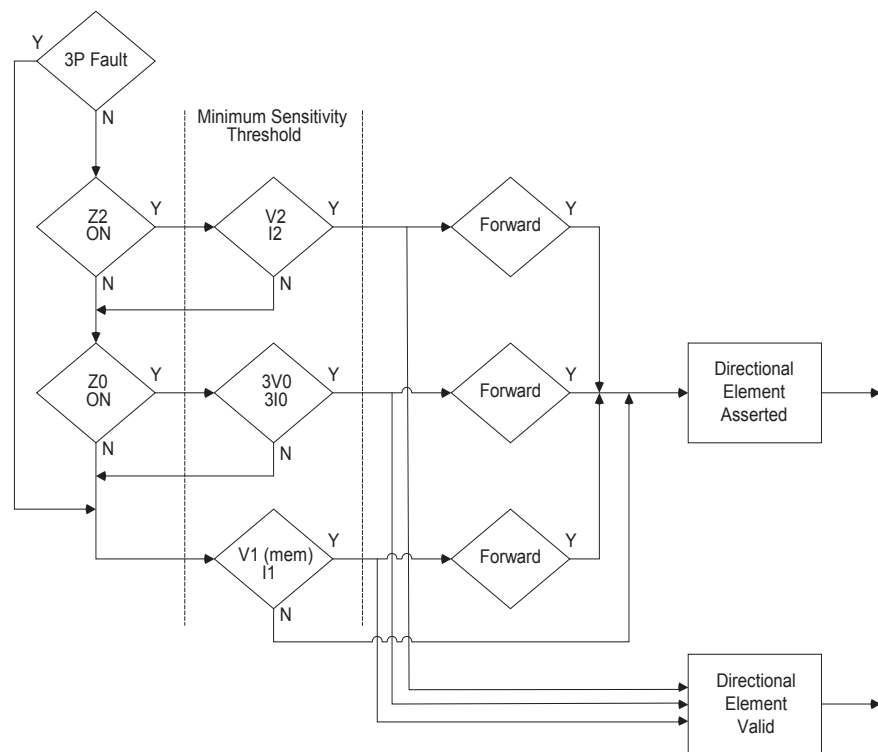 Y
3P Fault
N
Minimum Sensitivity
Threshold
Z2
ON
Y
N
V2
I2
Y
N
Forward
Y
Z0
ON
Y
N
3V0
3I0
Y
N
Forward
Y
Directional
Element
Asserted
V1 (mem)
I1
Y
N
Forward
Y
Directional
Element
Valid